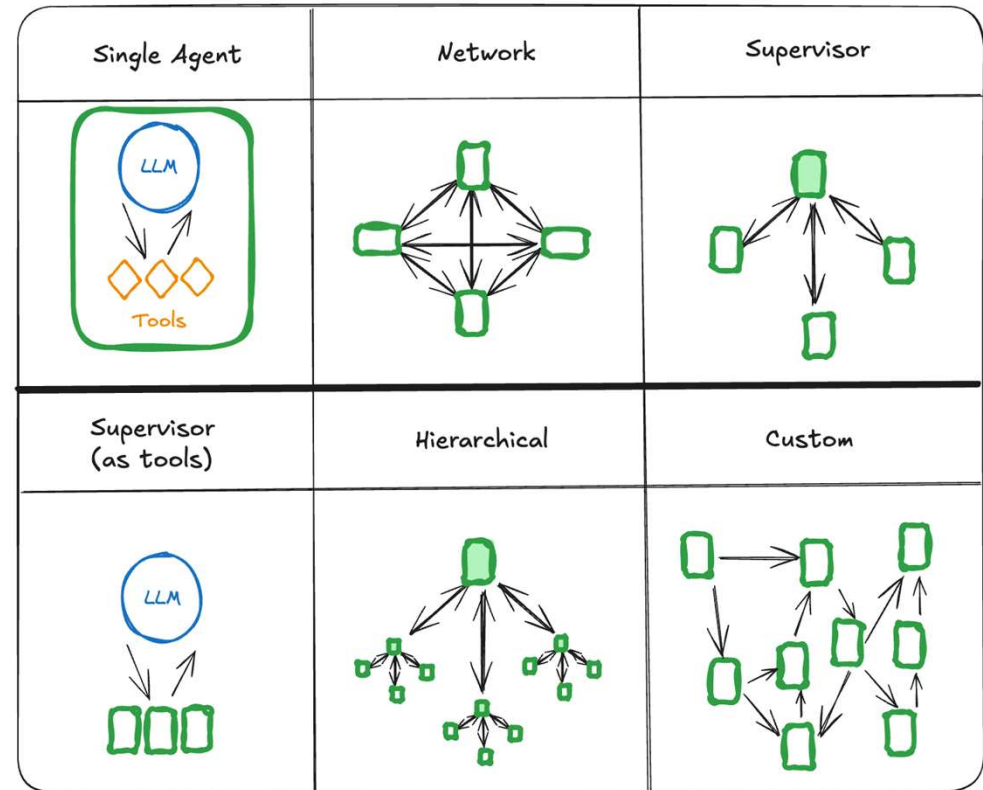 Single Agent
Network
Supervisor
LLM
Tools
Supervisor
(as tools)
Hierarchical
Custom
LLM